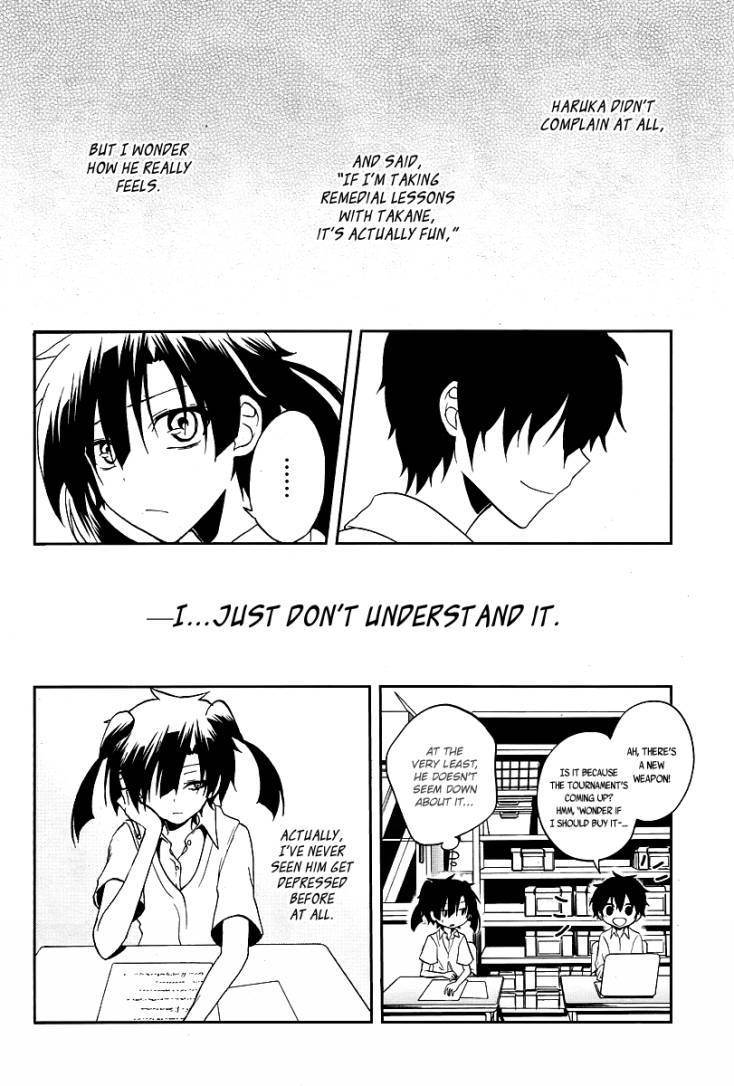 HARUKA DIDN'T
COMPLAIN AT ALL,
AND SAID,
"IF I'M TAKING
REMEDIAL LESSONS
WITH TAKANE,
IT'S ACTUALLY FUN,"
BUT I WONDER
HOW HE REALLY
FEELS.
........
—I...JUST DON'T UNDERSTAND IT.
AH, THERE'S
A NEW
WEAPON!
IS IT BECAUSE
THE TOURNAMENT'S
COMING UP?
HMM, 'WONDER IF
I SHOULD BUY IT-...
AT THE
VERY LEAST,
HE DOESN'T
SEEM DOWN
ABOUT IT...
ACTUALLY,
I'VE NEVER
SEEN HIM GET
DEPRESSED
BEFORE
AT ALL.